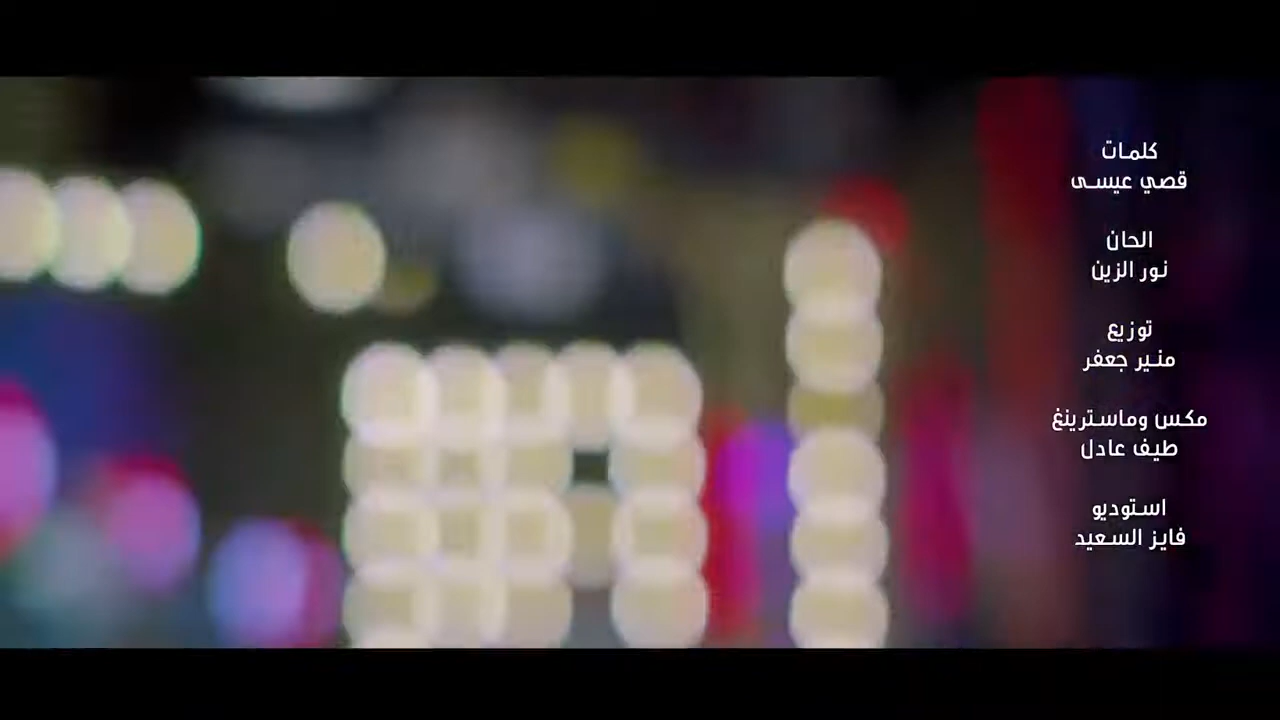 كلمات
قصي عيسى
الحان
نور الزين
توزيع
منير جعفر
مكس وماسترينغ
طيف عادل
استوديو
فايز السعيد